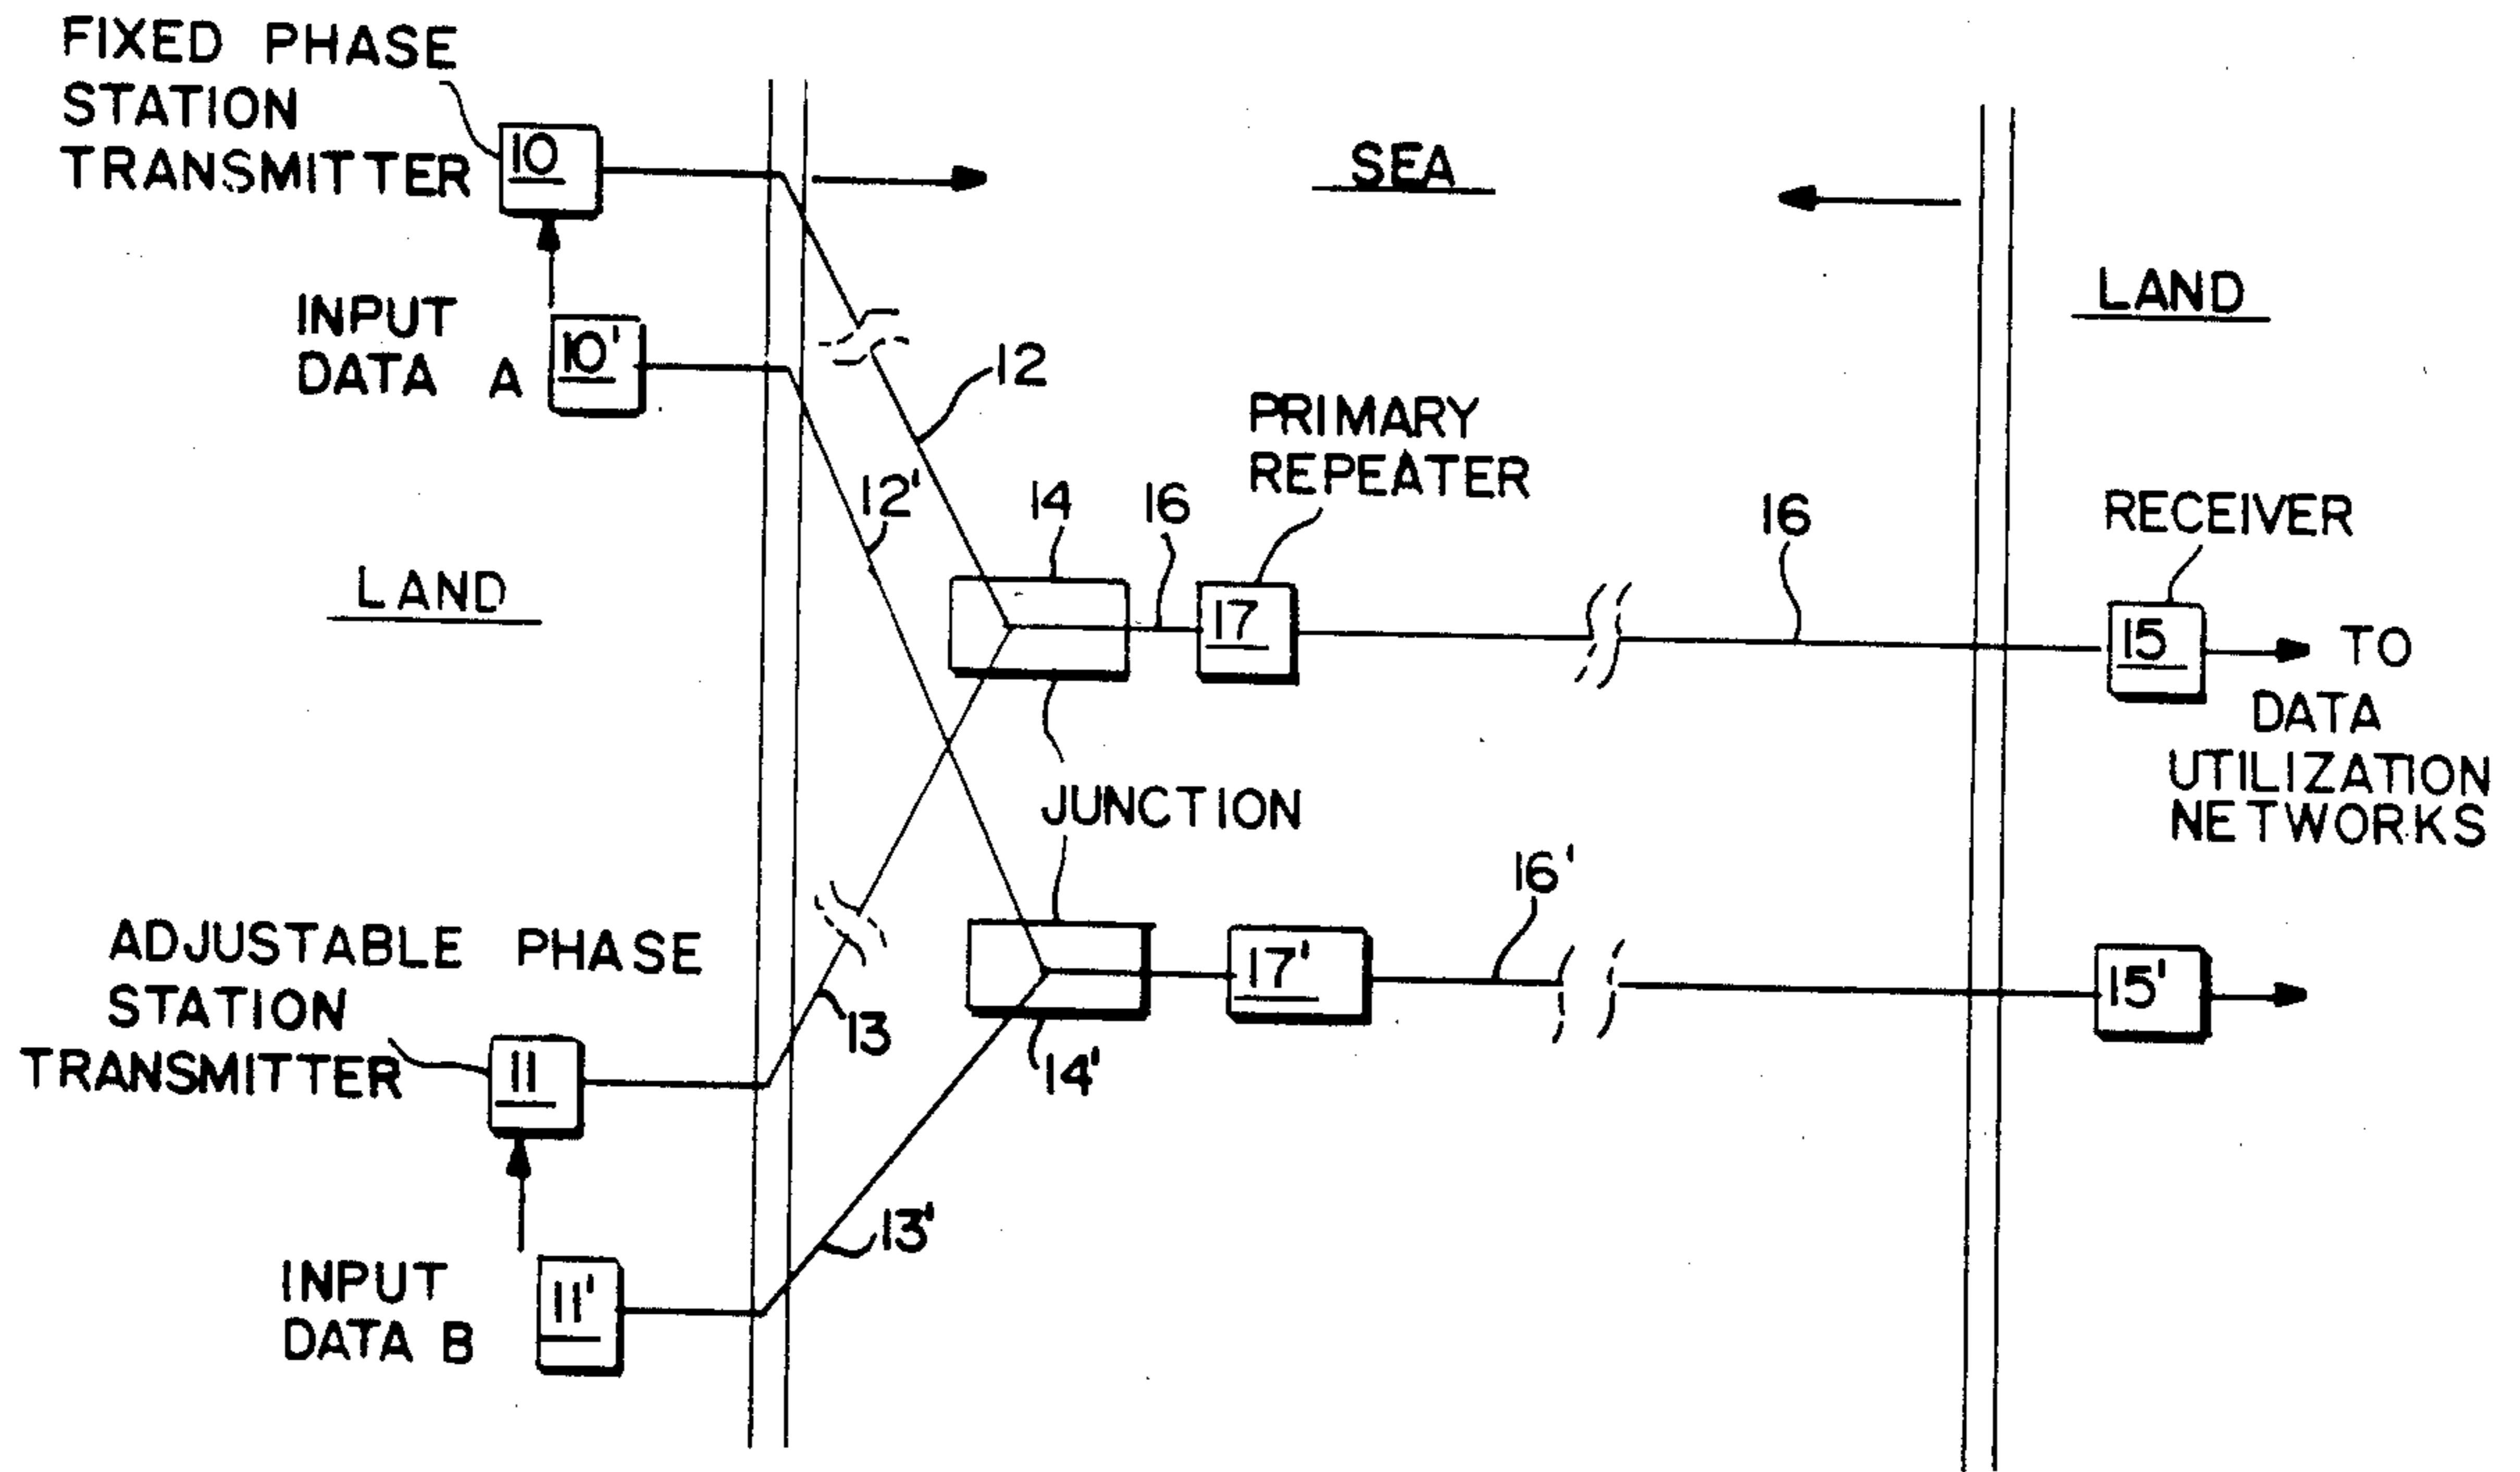 FIXED PHASE
STATION
TRANSMITTER
10
INPUT
DATA A
10'
SEA
LAND
12
12'
PRIMARY
REPEATER
14
16
17
16
RECEIVER
15
TO
DATA
UTILIZATION
NETWORKS
LAND
JUNCTION
ADJUSTABLE PHASE
STATION
TRANSMITTER
11
13
14'
17'
16'
15'
13'
INPUT
DATA B
11'